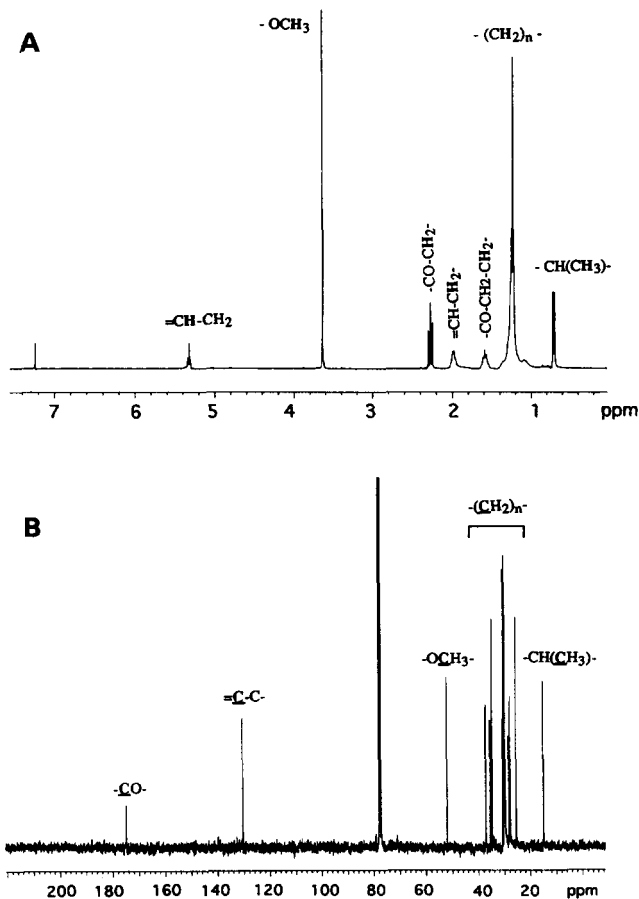 A
- OCH3
- (CH2)n -
-CO-CH2-
=CH-CH2-
-CO-CH2-CH2-
- CH(CH3)-
=CH-CH2
7 6 5 4 3 2 1 ppm
B
-(CH2)n-
-OCH3-
-CH(CH3)-
=C-C-
-CO-
200 180 160 140 120 100 80 60 40 20 ppm